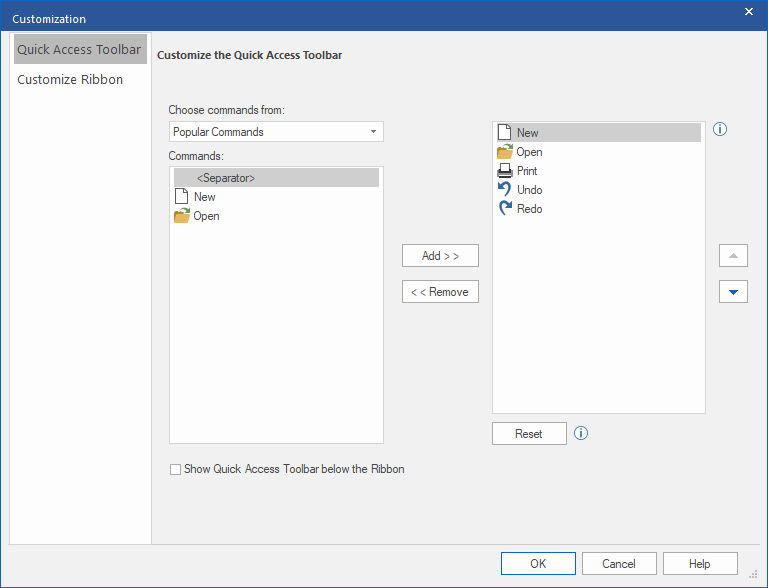 Customization
Quick Access Toolbar
Customize Ribbon
Customize the Quick Access Toolbar
Choose commands from:
Popular Commands
Commands:
<Separator>
New
Open
Add > >
< < Remove
New
Open
Print
Undo
Redo
Reset
Show Quick Access Toolbar below the Ribbon
OK
Cancel
Help